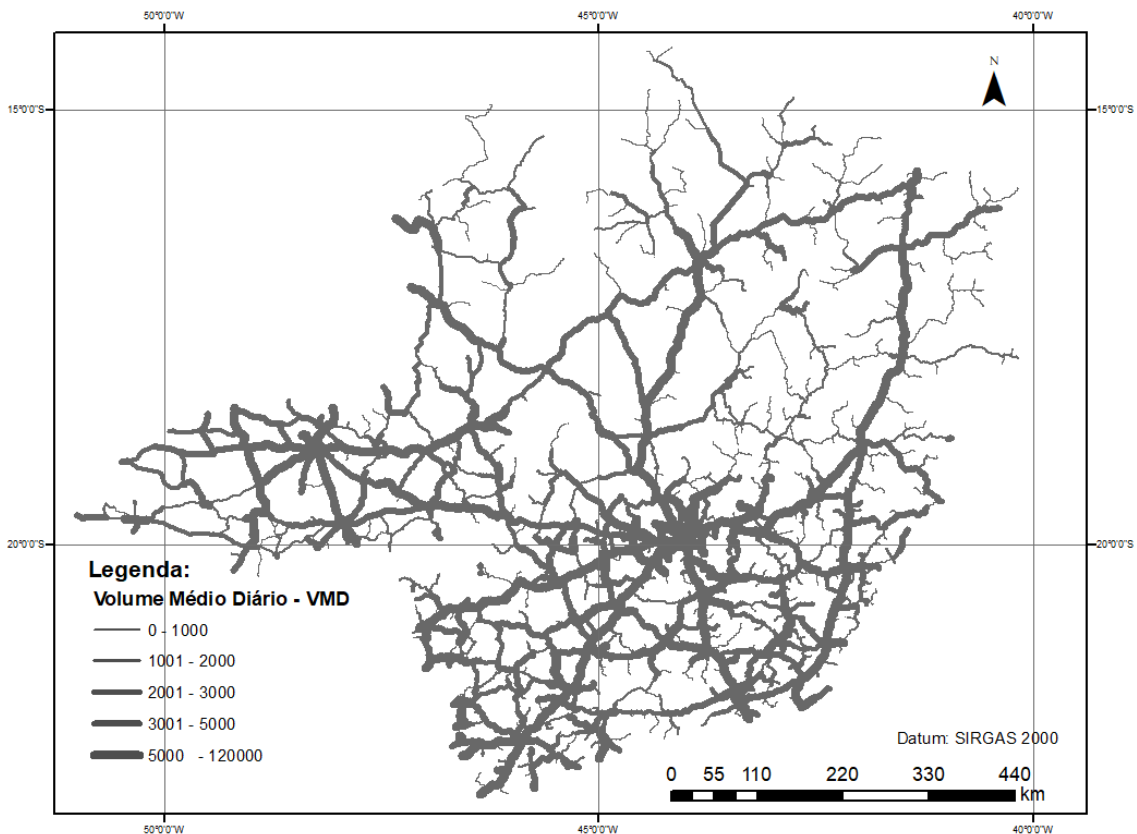 50°0'0"W 45°0'0"W 40°0'0"W
N
15°0'0"S 15°0'0"S
20°0'0"S 20°0'0"S
Legenda:
Volume Médio Diário - VMD
0 - 1000
1001 - 2000
2001 - 3000
3001 - 5000
5000 - 120000
Datum: SIRGAS 2000
0 55 110 220 330 440
km
50°0'0"W 45°0'0"W 40°0'0"W